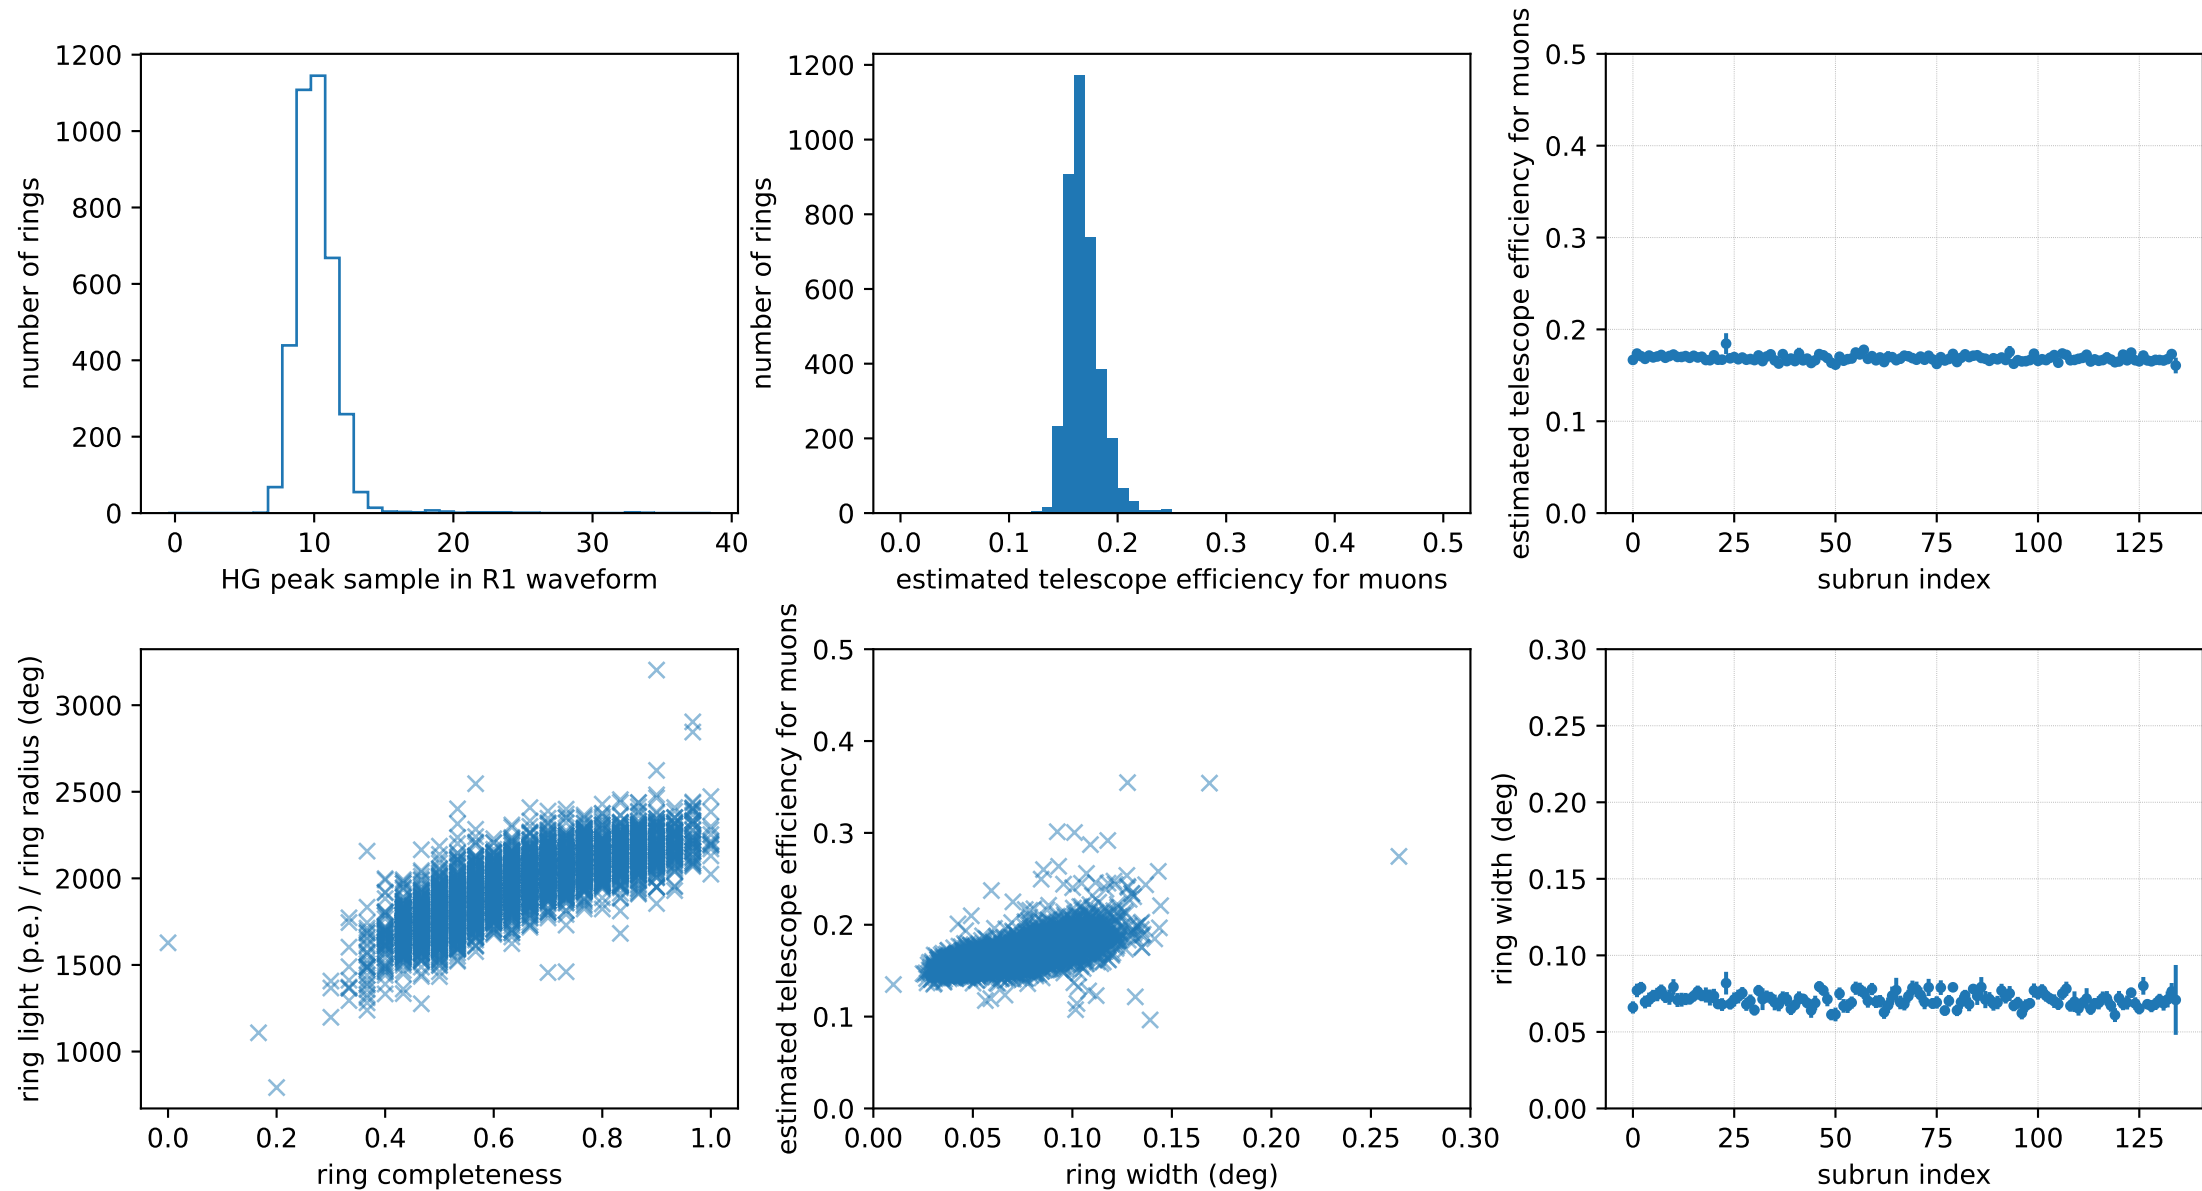 number of rings
1200
1000
800
600
400
200
0
0 10 20 30 40
HG peak sample in R1 waveform
number of rings
1200
1000
800
600
400
200
0
0.0 0.1 0.2 0.3 0.4 0.5
estimated telescope efficiency for muons
estimated telescope efficiency for muons
0.5
0.4
0.3
0.2
0.1
0.0
0 25 50 75 100 125
subrun index
ring light (p.e.) / ring radius (deg)
3000
2500
2000
1500
1000
0.0 0.2 0.4 0.6 0.8 1.0
ring completeness
estimated telescope efficiency for muons
0.5
0.4
0.3
0.2
0.1
0.0
0.00 0.05 0.10 0.15 0.20 0.25 0.30
ring width (deg)
ring width (deg)
0.30
0.25
0.20
0.15
0.10
0.05
0.00
0 25 50 75 100 125
subrun index